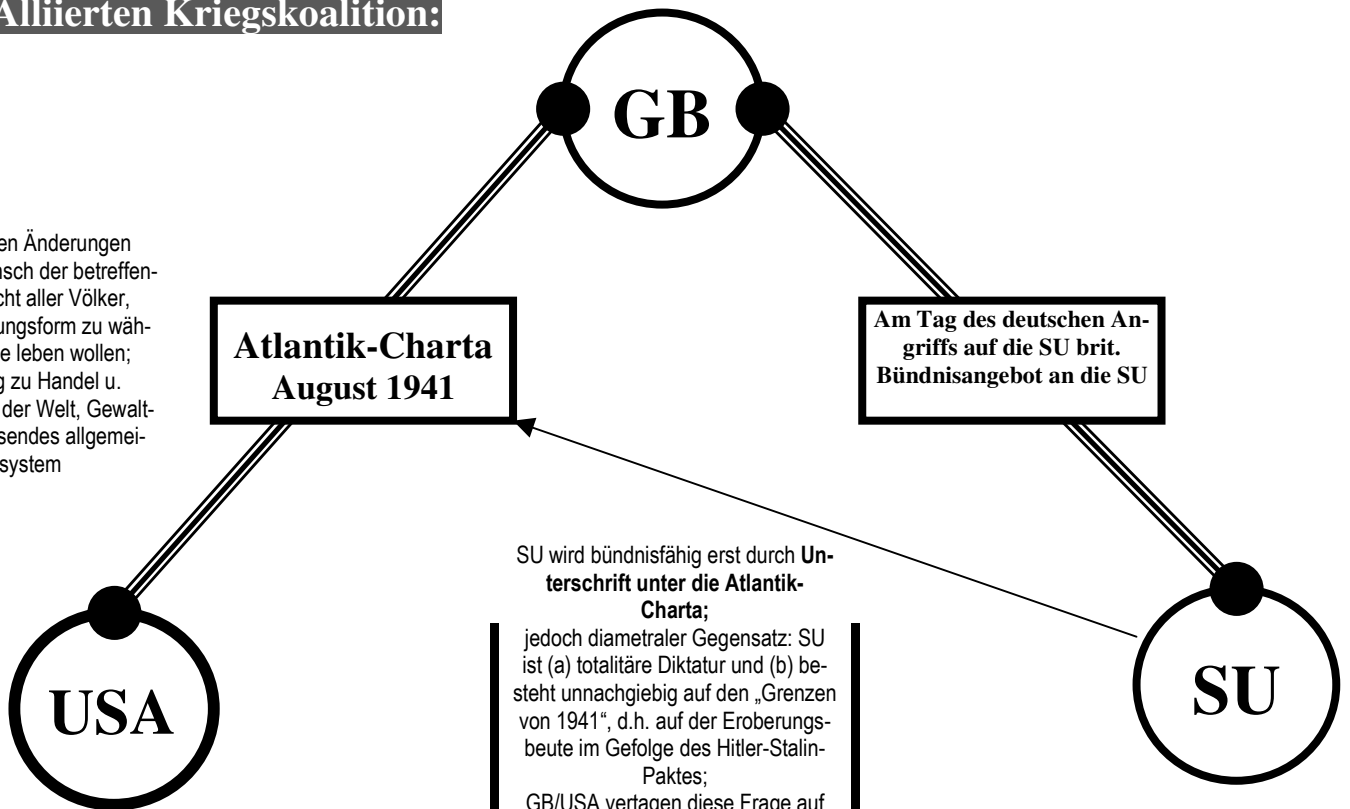 Alliierten Kriegskoalition:
GB
en Änderungen
nsch der betreffen-
cht aller Völker,
ungsform zu wäh-
e leben wollen;
g zu Handel u.
der Welt, Gewalt-
sendes allgemei-
system
Atlantik-Charta
August 1941
Am Tag des deutschen An-
griffs auf die SU brit.
Bündnisangebot an die SU
SU wird bündnisfähig erst durch Un-
terschrift unter die Atlantik-
Charta;
jedoch diametraler Gegensatz: SU
ist (a) totalitäre Diktatur und (b) be-
steht unnachgiebig auf den „Grenzen
von 1941“, d.h. auf der Eroberungs-
beute im Gefolge des Hitler-Stalin-
Paktes;
GB/USA vertagen diese Frage auf
USA
SU